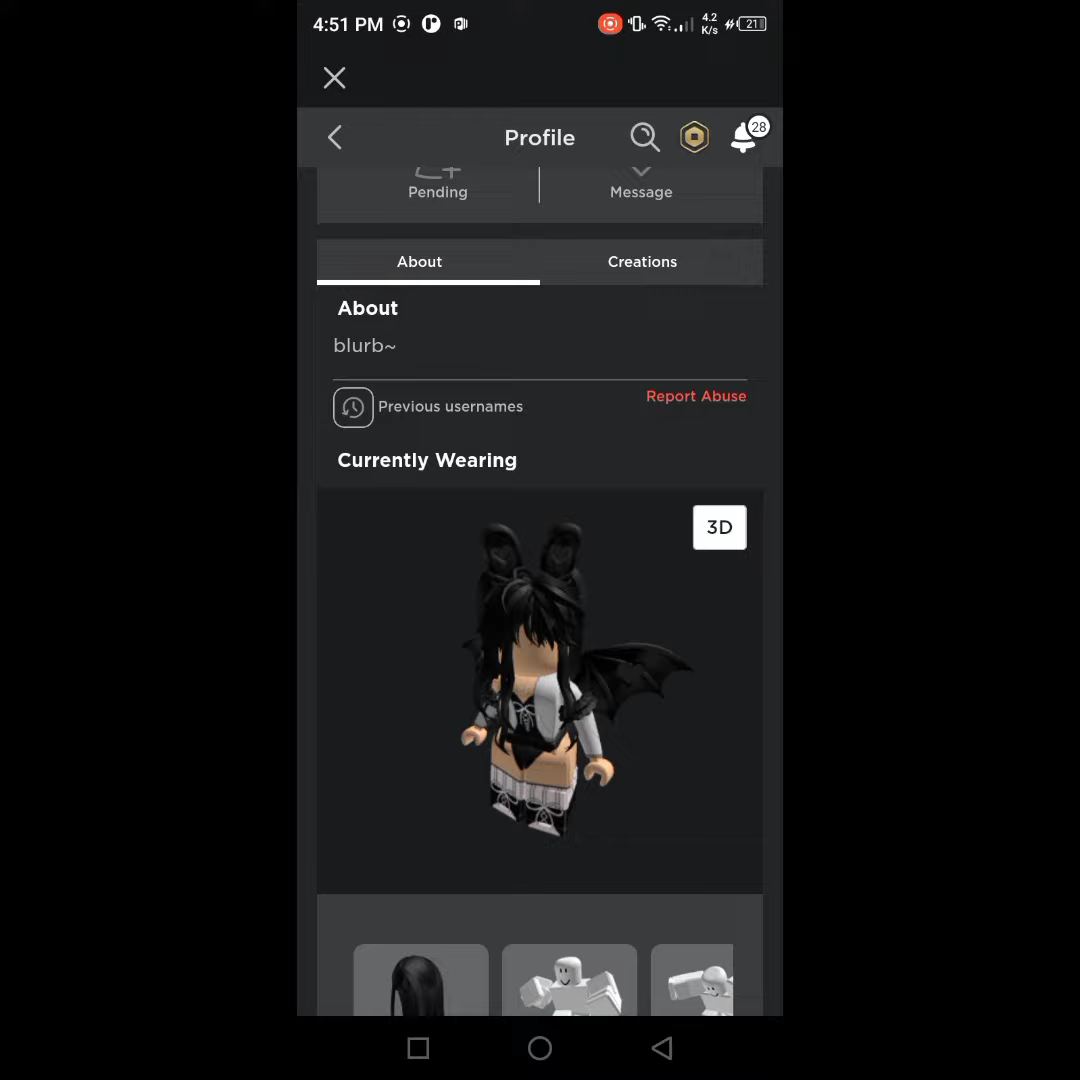 4:51 PM 4.2 K/s 21
Profile 28
Pending Message
About Creations
About
blurb~
Previous usernames Report Abuse
Currently Wearing
3D